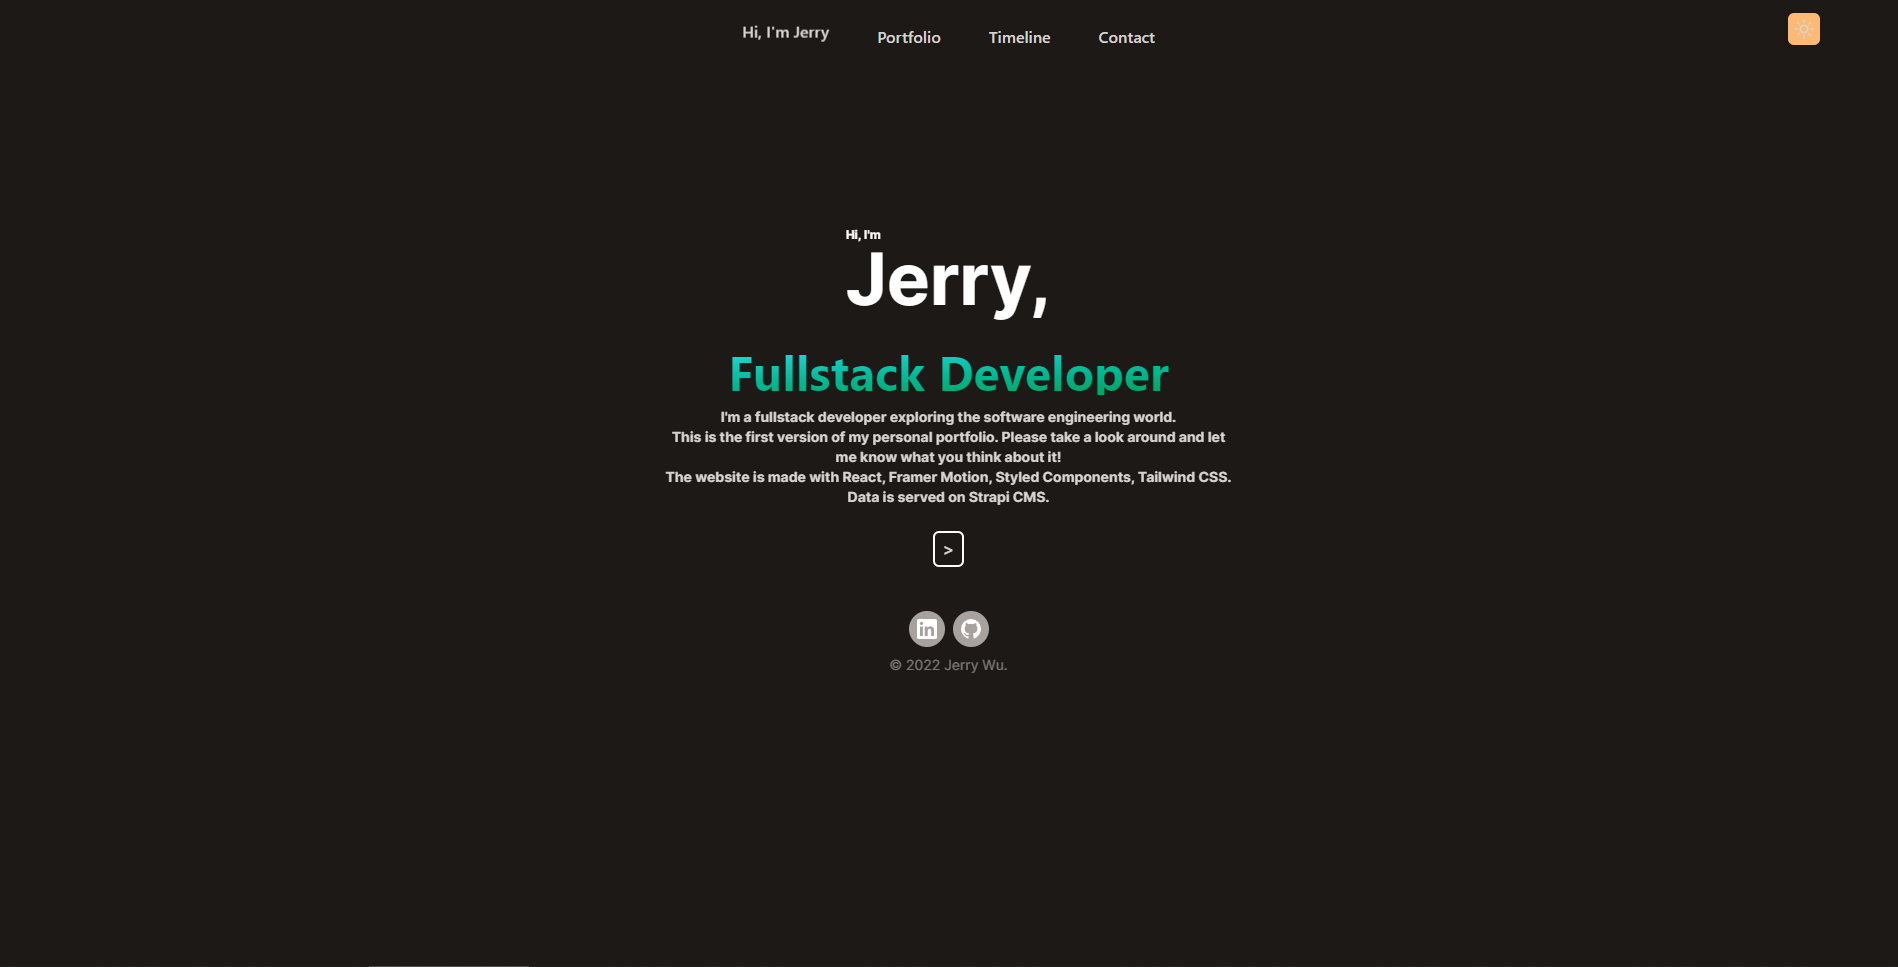 Hi, I'm Jerry
Portfolio
Timeline
Contact
Hi, I'm
Jerry,
Fullstack Developer
I'm a fullstack developer exploring the software engineering world.
This is the first version of my personal portfolio. Please take a look around and let
me know what you think about it!
The website is made with React, Framer Motion, Styled Components, Tailwind CSS.
Data is served on Strapi CMS.
>
in
© 2022 Jerry Wu.